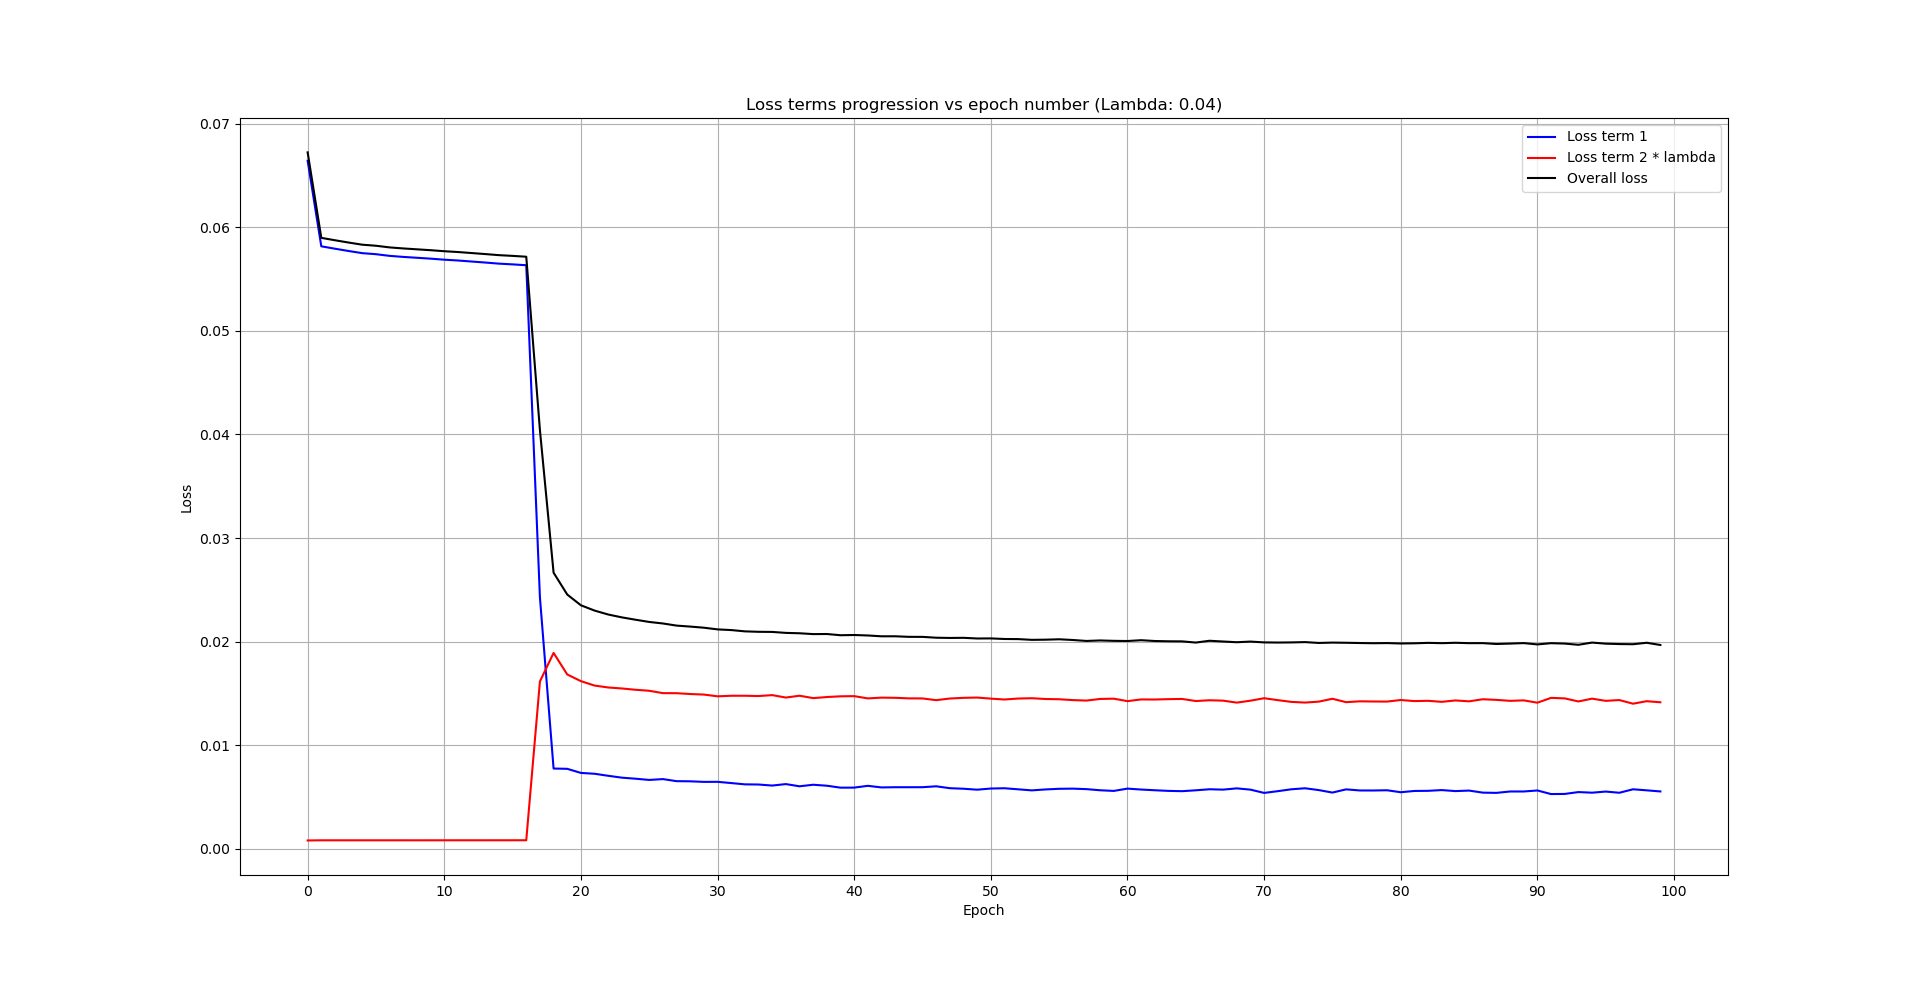 Loss terms progression vs epoch number (Lambda: 0.04)
Loss term 1
Loss term 2 * lambda
Overall loss
0.07
0.06
0.05
0.04
0.03
0.02
0.01
0.00
Loss
0 10 20 30 40 50 60 70 80 90 100
Epoch